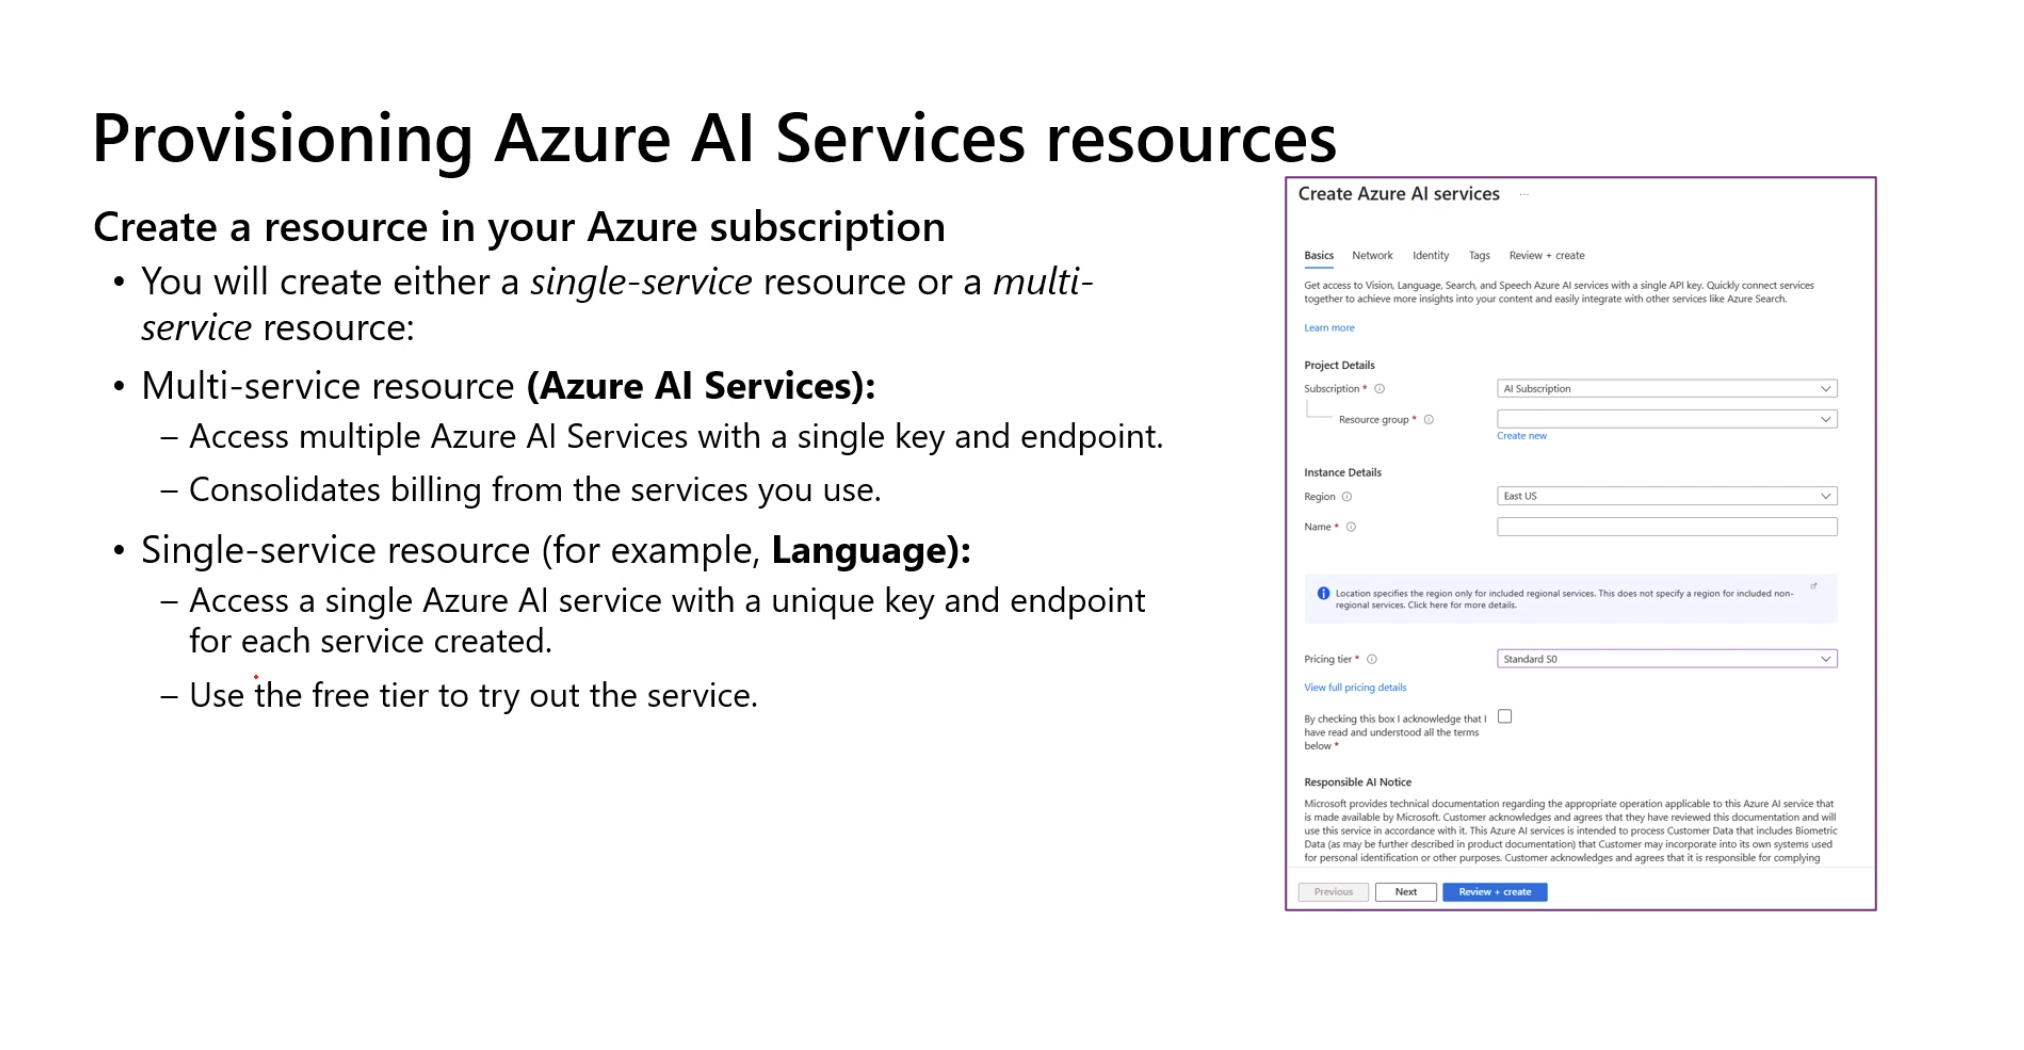 Provisioning Azure AI Services resources
Create a resource in your Azure subscription
• You will create either a single-service resource or a multi-
service resource:
• Multi-service resource (Azure AI Services):
– Access multiple Azure AI Services with a single key and endpoint.
– Consolidates billing from the services you use.
• Single-service resource (for example, Language):
– Access a single Azure AI service with a unique key and endpoint
for each service created.
– Use the free tier to try out the service.
Create Azure AI services ...
Basics Network Identity Tags Review + create
Get access to Vision, Language, Search, and Speech Azure AI services with a single API key. Quickly connect services
together to achieve more insights into your content and easily integrate with other services like Azure Search.
Learn more
Project Details
Subscription * AI Subscription
Resource group *
Create new
Instance Details
Region East US
Name *
Location specifies the region only for included regional services. This does not specify a region for included non-
regional services. Click here for more details.
Pricing tier * Standard S0
View full pricing details
By checking this box I acknowledge that I
have read and understood all the terms
below *
Responsible AI Notice
Microsoft provides technical documentation regarding the appropriate operation applicable to this Azure AI service that
is made available by Microsoft. Customer acknowledges and agrees that they have reviewed this documentation and will
use this service in accordance with it. This Azure AI services is intended to process Customer Data that includes Biometric
Data (as may be further described in product documentation) that Customer may incorporate into its own systems used
for personal identification or other purposes. Customer acknowledges and agrees that it is responsible for complying
Previous Next Review + create